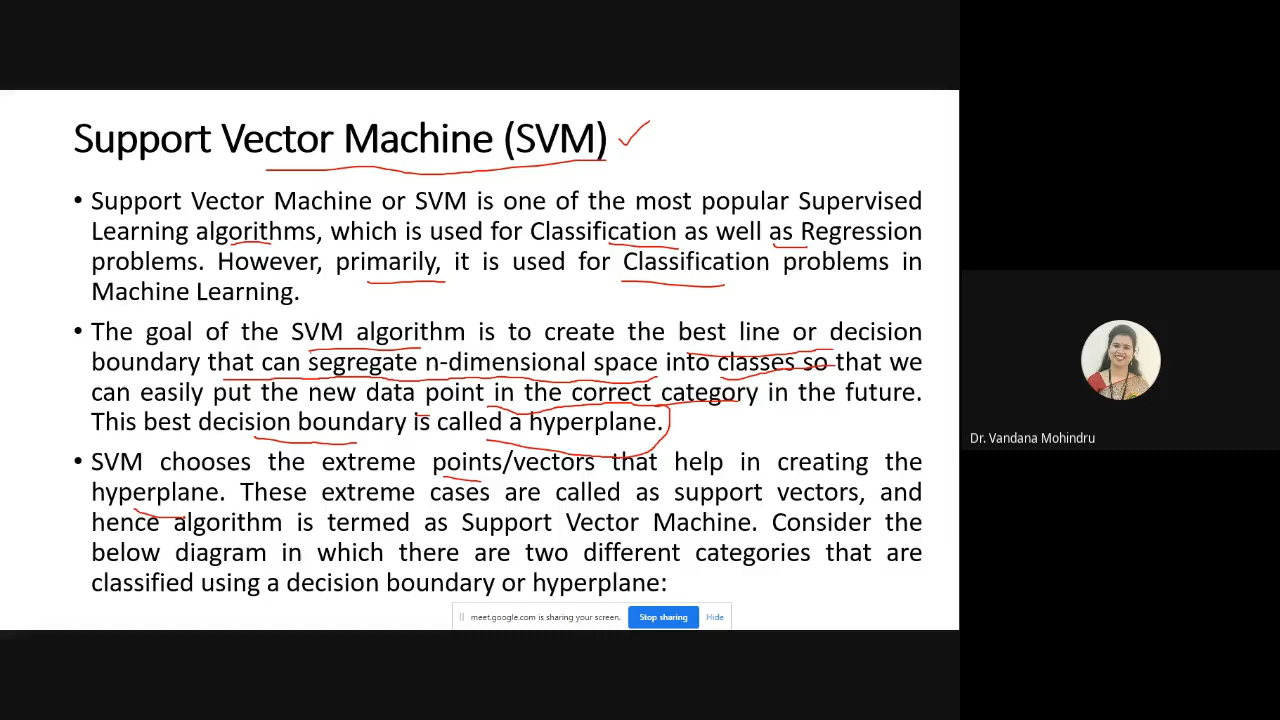 Support Vector Machine (SVM)
• Support Vector Machine or SVM is one of the most popular Supervised
Learning algorithms, which is used for Classification as well as Regression
problems. However, primarily, it is used for Classification problems in
Machine Learning.
• The goal of the SVM algorithm is to create the best line or decision
boundary that can segregate n-dimensional space into classes so that we
can easily put the new data point in the correct category in the future.
This best decision boundary is called a hyperplane.
• SVM chooses the extreme points/vectors that help in creating the
hyperplane. These extreme cases are called as support vectors, and
hence algorithm is termed as Support Vector Machine. Consider the
below diagram in which there are two different categories that are
classified using a decision boundary or hyperplane:
meet.google.com is sharing your screen. Stop sharing Hide
Dr. Vandana Mohindru